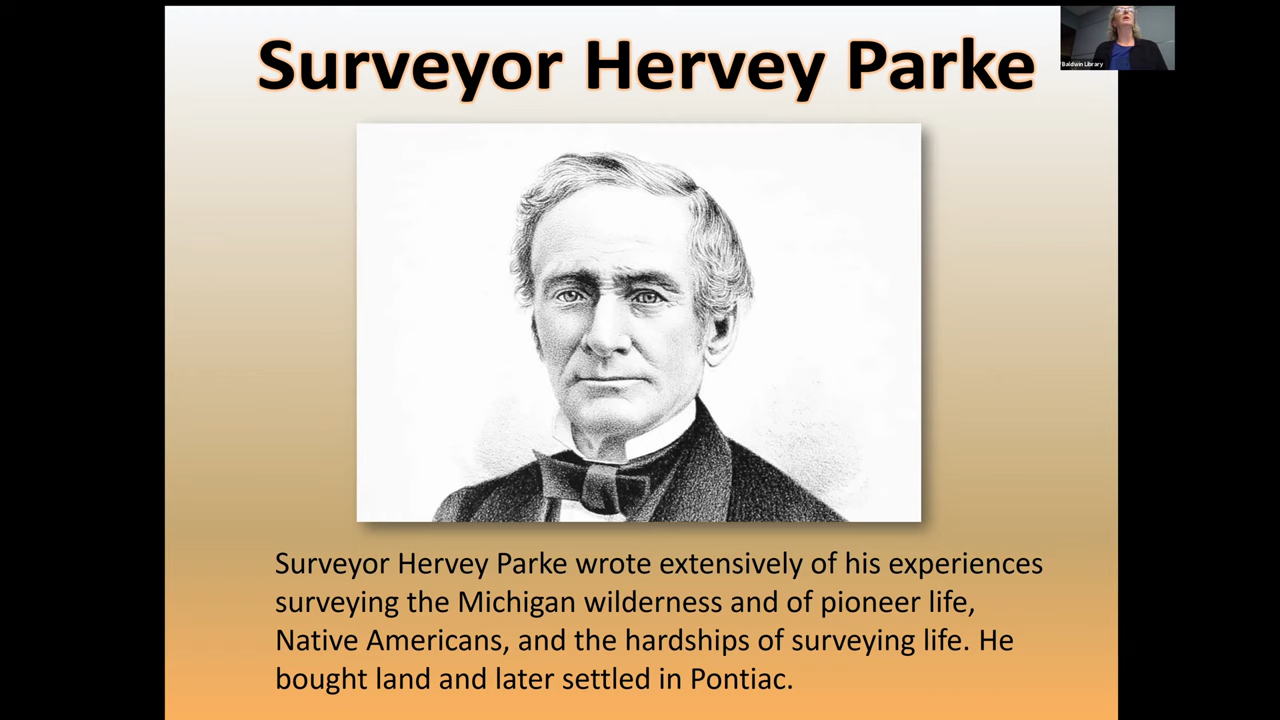 Surveyor Hervey Parke
Baldwin Library
Surveyor Hervey Parke wrote extensively of his experiences
surveying the Michigan wilderness and of pioneer life,
Native Americans, and the hardships of surveying life. He
bought land and later settled in Pontiac.